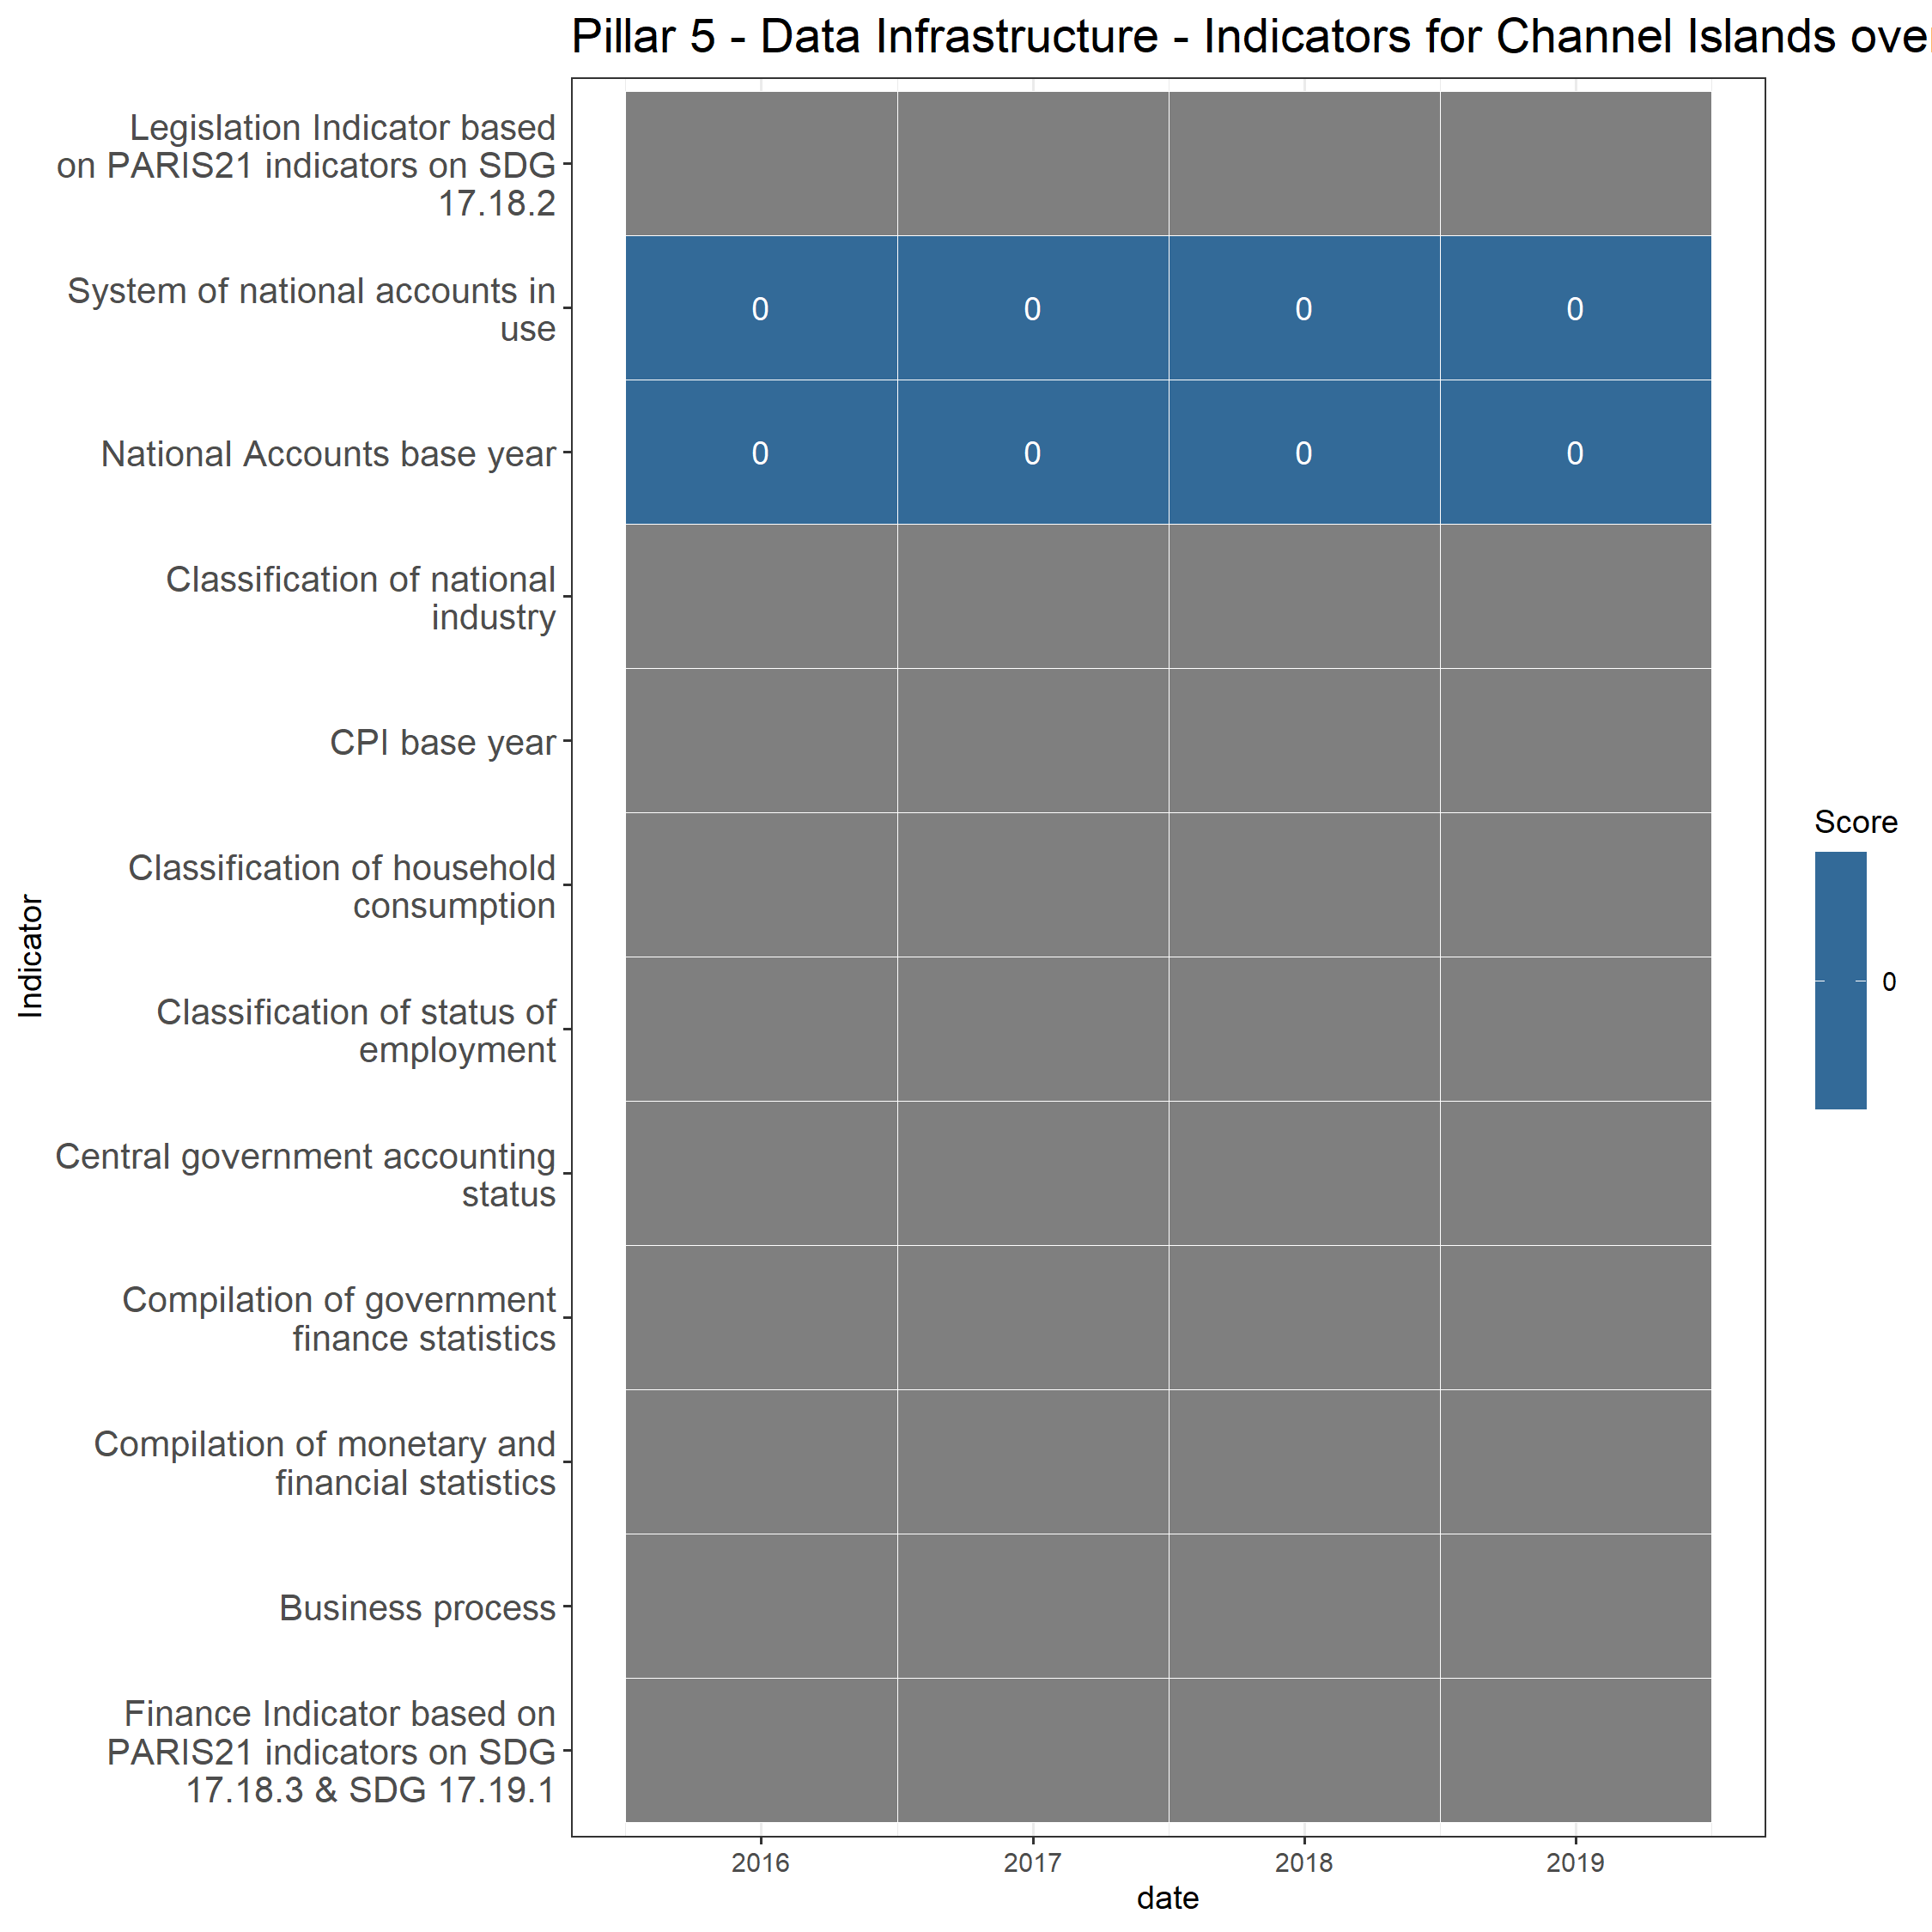 Pillar 5 - Data Infrastructure - Indicators for Channel Islands over
Legislation Indicator based
on PARIS21 indicators on SDG
17.18.2
System of national accounts in
use
0 0 0 0
National Accounts base year
0 0 0 0
Classification of national
industry
CPI base year
Classification of household
consumption
Classification of status of
employment
Central government accounting
status
Compilation of government
finance statistics
Compilation of monetary and
financial statistics
Business process
Finance Indicator based on
PARIS21 indicators on SDG
17.18.3 & SDG 17.19.1
Indicator
2016 2017 2018 2019
date
Score
0